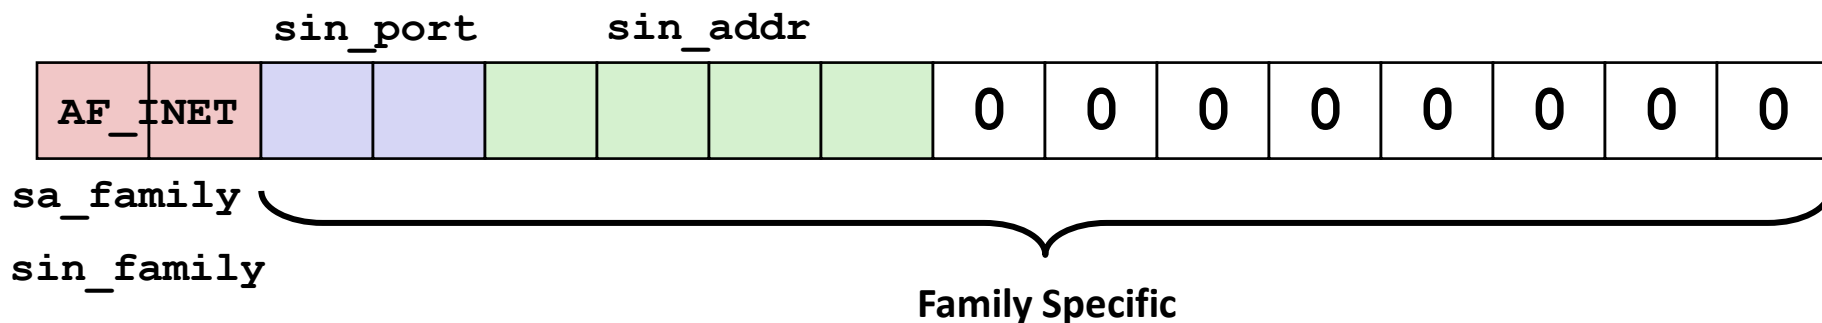 sin_port sin_addr
AF_INET 0 0 0 0 0 0 0 0
sa_family
sin_family
Family Specific